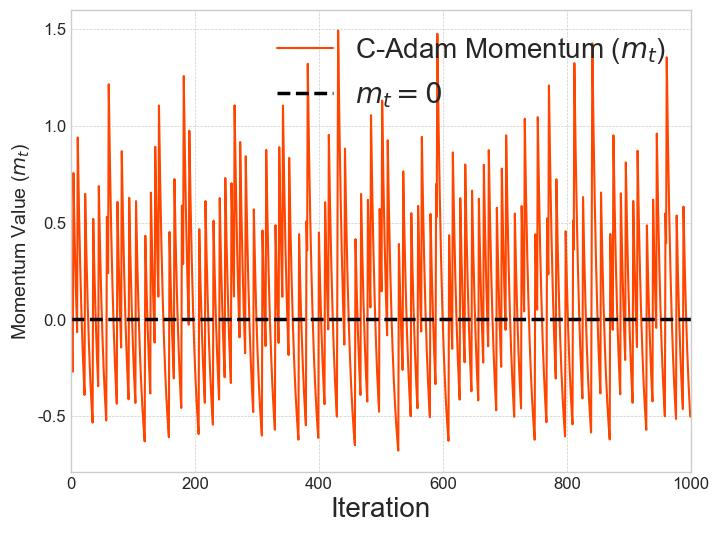 1.5
1.0
0.5
0.0
-0.5
Momentum Value (m_t)
C-Adam Momentum (m_t)
m_t = 0
0 200 400 600 800 1000
Iteration